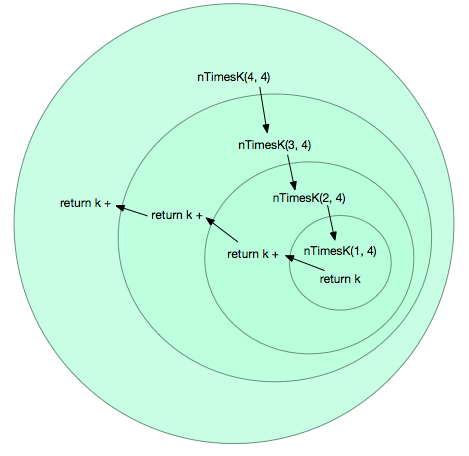 nTimesK(4, 4)
nTimesK(3, 4)
nTimesK(2, 4)
return k +
return k +
nTimesK(1, 4)
return k +
return k